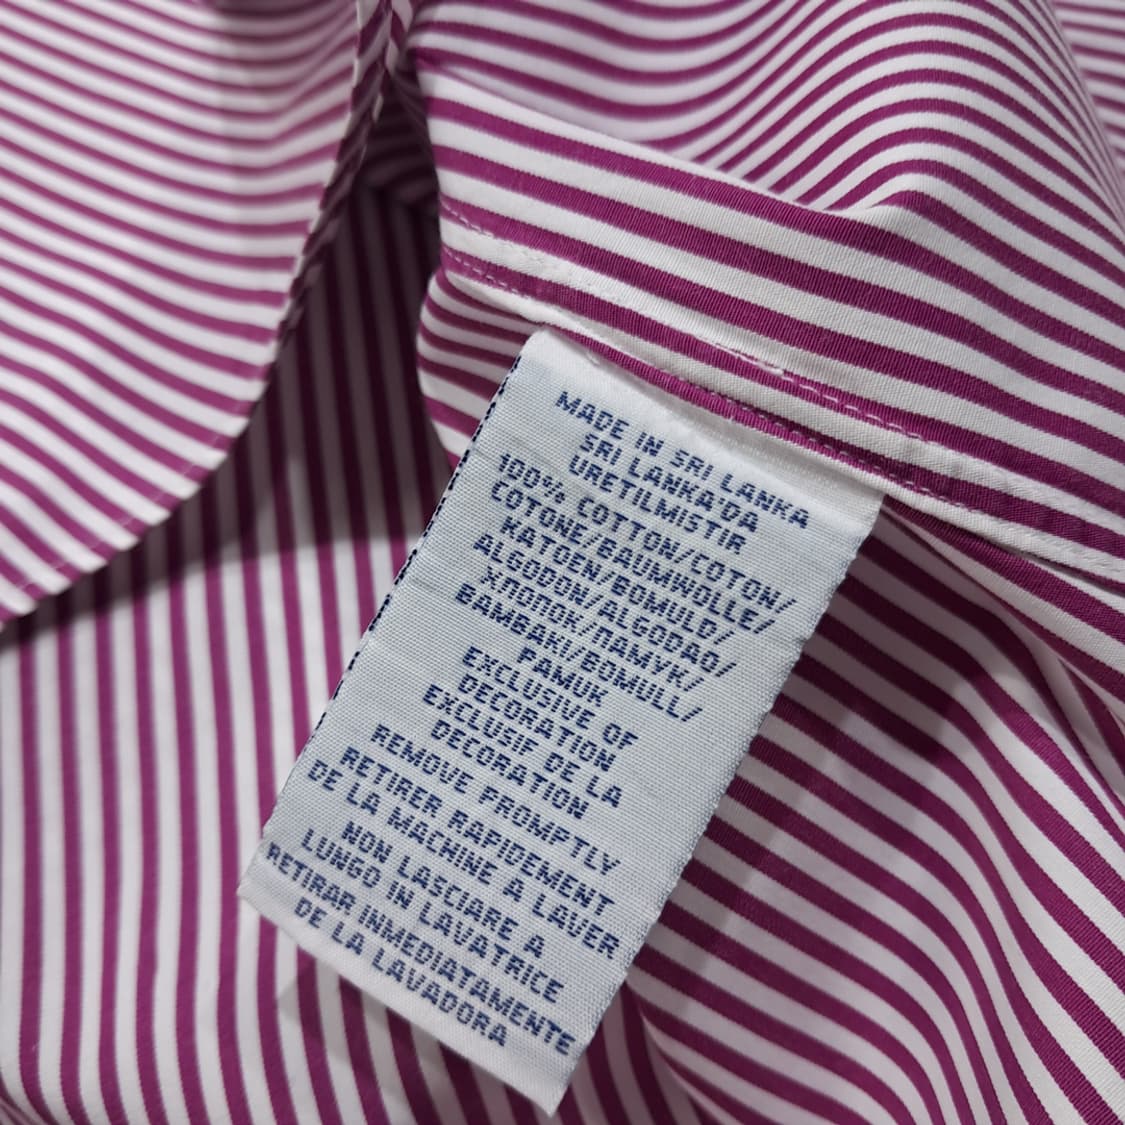 MADE IN SRI LANKA
SRI LANKA'DA
URETILMISTIR
100% COTTON/COTON/
COTONE/BAUMWOLLE/
KATOEN/BOMULD/
ALGODON/ALGODAO/
ХЛОПОК/ПАМУК/
BAMBAKI/BOMULL/
PAMUK
EXCLUSIVE OF
DECORATION
EXCLUSIF DE LA
DECORATION
REMOVE PROMPTLY
RETIRER RAPIDEMENT
DE LA MACHINE A LAVER
NON LASCIARE A
LUNGO IN LAVATRICE
RETIRAR INMEDIATAMENTE
DE LA LAVADORA